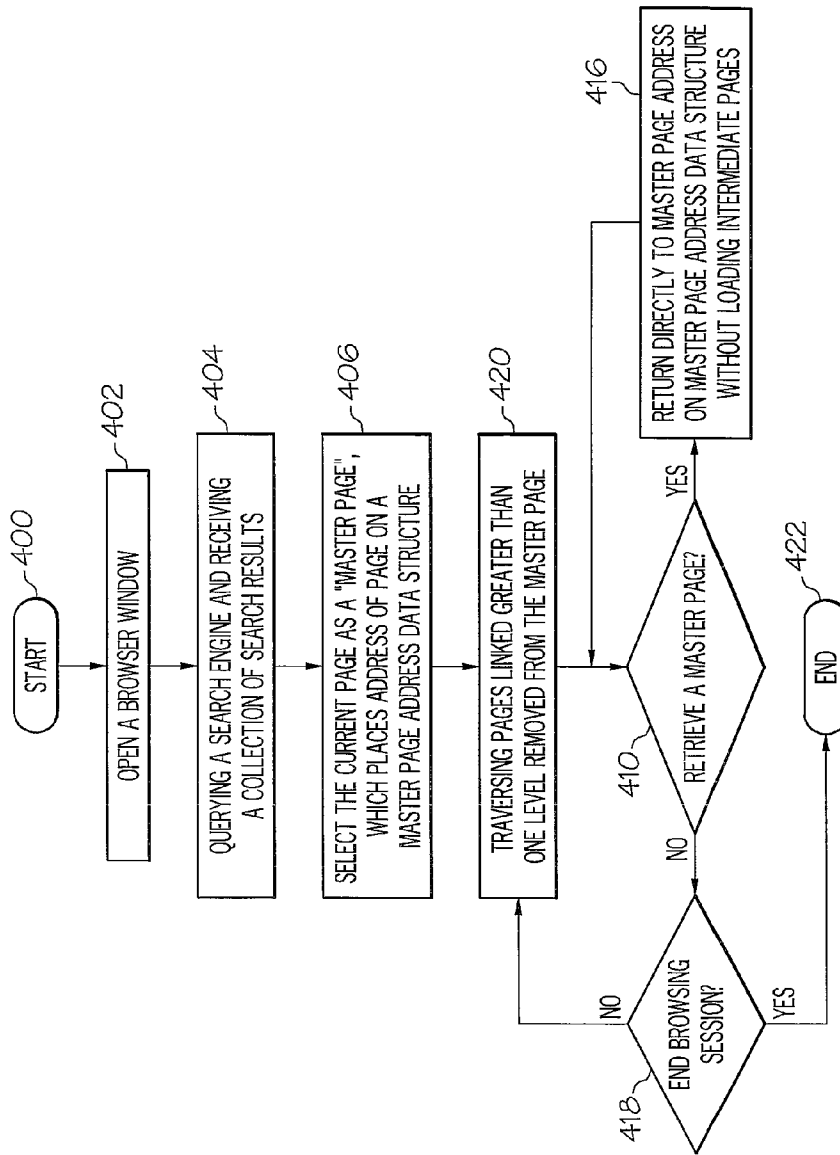 START
400
OPEN A BROWSER WINDOW
402
QUERYING A SEARCH ENGINE AND RECEIVING
A COLLECTION OF SEARCH RESULTS
404
SELECT THE CURRENT PAGE AS A "MASTER PAGE",
WHICH PLACES ADDRESS OF PAGE ON A
MASTER PAGE ADDRESS DATA STRUCTURE
406
TRAVERSING PAGES LINKED GREATER THAN
ONE LEVEL REMOVED FROM THE MASTER PAGE
420
RETRIEVE A MASTER PAGE?
410
YES
RETURN DIRECTLY TO MASTER PAGE ADDRESS
ON MASTER PAGE ADDRESS DATA STRUCTURE
WITHOUT LOADING INTERMEDIATE PAGES
416
NO
END BROWSING
SESSION?
418
NO
YES
END
422